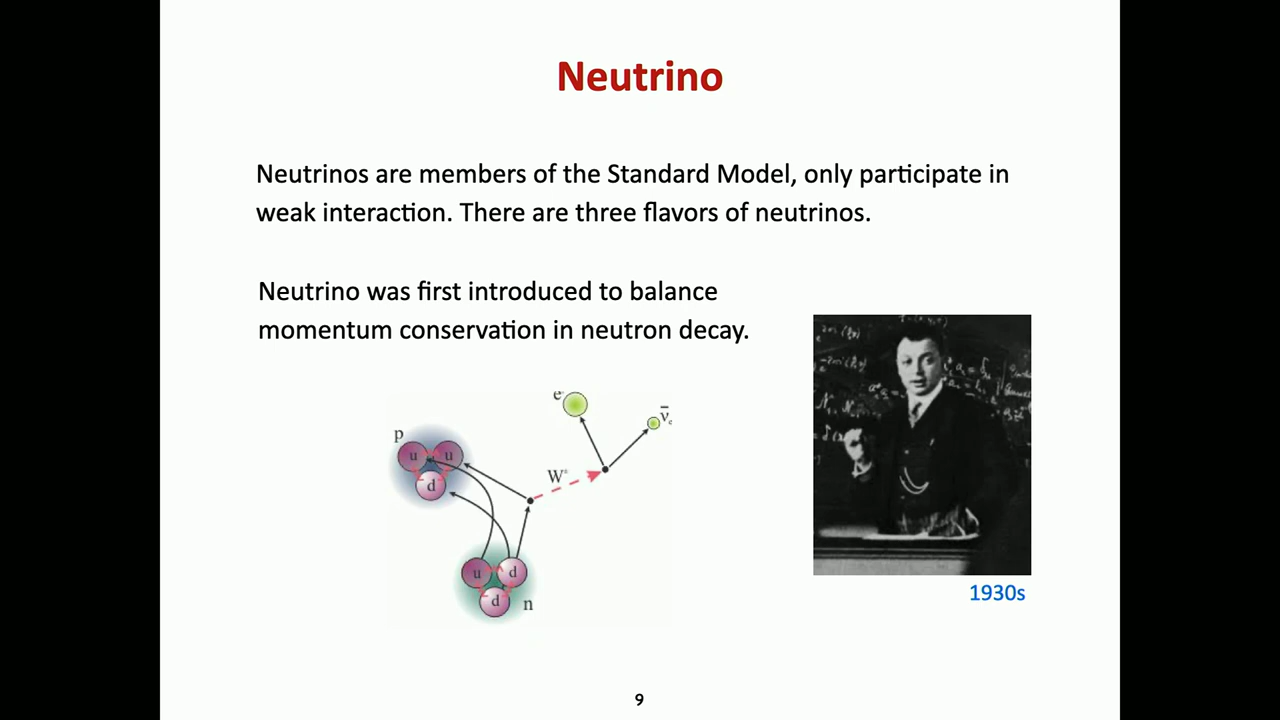 Neutrino
Neutrinos are members of the Standard Model, only participate in
weak interaction. There are three flavors of neutrinos.
Neutrino was first introduced to balance
momentum conservation in neutron decay.
e⁻
ν̄ₑ
p
u u
d
W
u d
d n
1930s
9